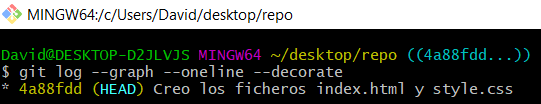 MINGW64:/c/Users/David/desktop/repo
David@DESKTOP-D2JLVJS MINGW64 ~/desktop/repo ((4a88fdd...))
$ git log --graph --oneline --decorate
* 4a88fdd (HEAD) Creo los ficheros index.html y style.css